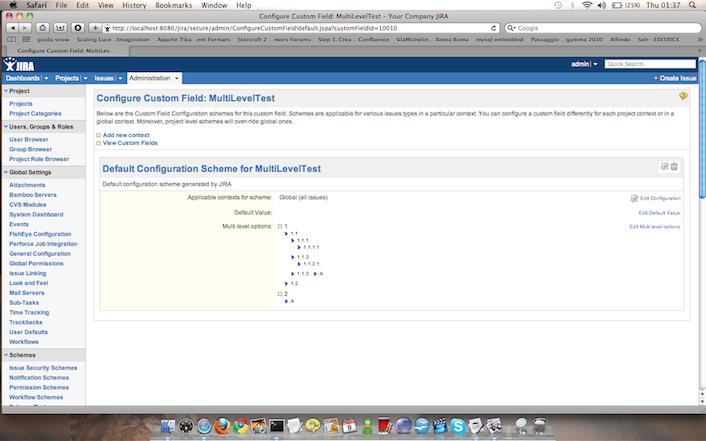 Safari File Edit View History Bookmarks Window Help (25%) Thu 01:37
Configure Custom Field: MultiLevelTest – Your Company JIRA
http://localhost:8080/jira/secure/admin/ConfigureCustomField!default.jspa?customFieldId=10010
Google
guida snow Scaling Luce... Apache Tika ...ent Formats Starcraft 2 ...mors Forums Step 1. Crea... Confluence ViaMichelin... Roma Roma mysql embedded Passaggio ... gamma 2010 Alfredo Solr - EDITRICE
Configure Custom Field: MultiLev...
JIRA
admin
Quick Search
Dashboards Projects Issues Administration + Create Issue
Project
Projects
Project Categories
Users, Groups & Roles
User Browser
Group Browser
Project Role Browser
Global Settings
Attachments
Bamboo Servers
CVS Modules
System Dashboard
Events
FishEye Configuration
Perforce Job Integration
General Configuration
Global Permissions
Issue Linking
Look and Feel
Mail Servers
Sub-Tasks
Time Tracking
Trackbacks
User Defaults
Workflows
Schemes
Issue Security Schemes
Notification Schemes
Permission Schemes
Workflow Schemes
Configure Custom Field: MultiLevelTest
Below are the Custom Field Configuration schemes for this custom field. Schemes are applicable for various issues types in a particular context. You can configure a custom field differently for each project context or in a
global context. Moreover, project level schemes will over-ride global ones.
Add new context
View Custom Fields
Default Configuration Scheme for MultiLevelTest
Default configuration scheme generated by JIRA
Applicable contexts for scheme: Global (all issues) Edit Configuration
Default Value: Edit Default Value
Multi level options: 1 Edit Multi level options
1.1
1.1.1
1.1.1.1
1.1.2
1.1.2.1
1.1.3 A
1.2
2
A